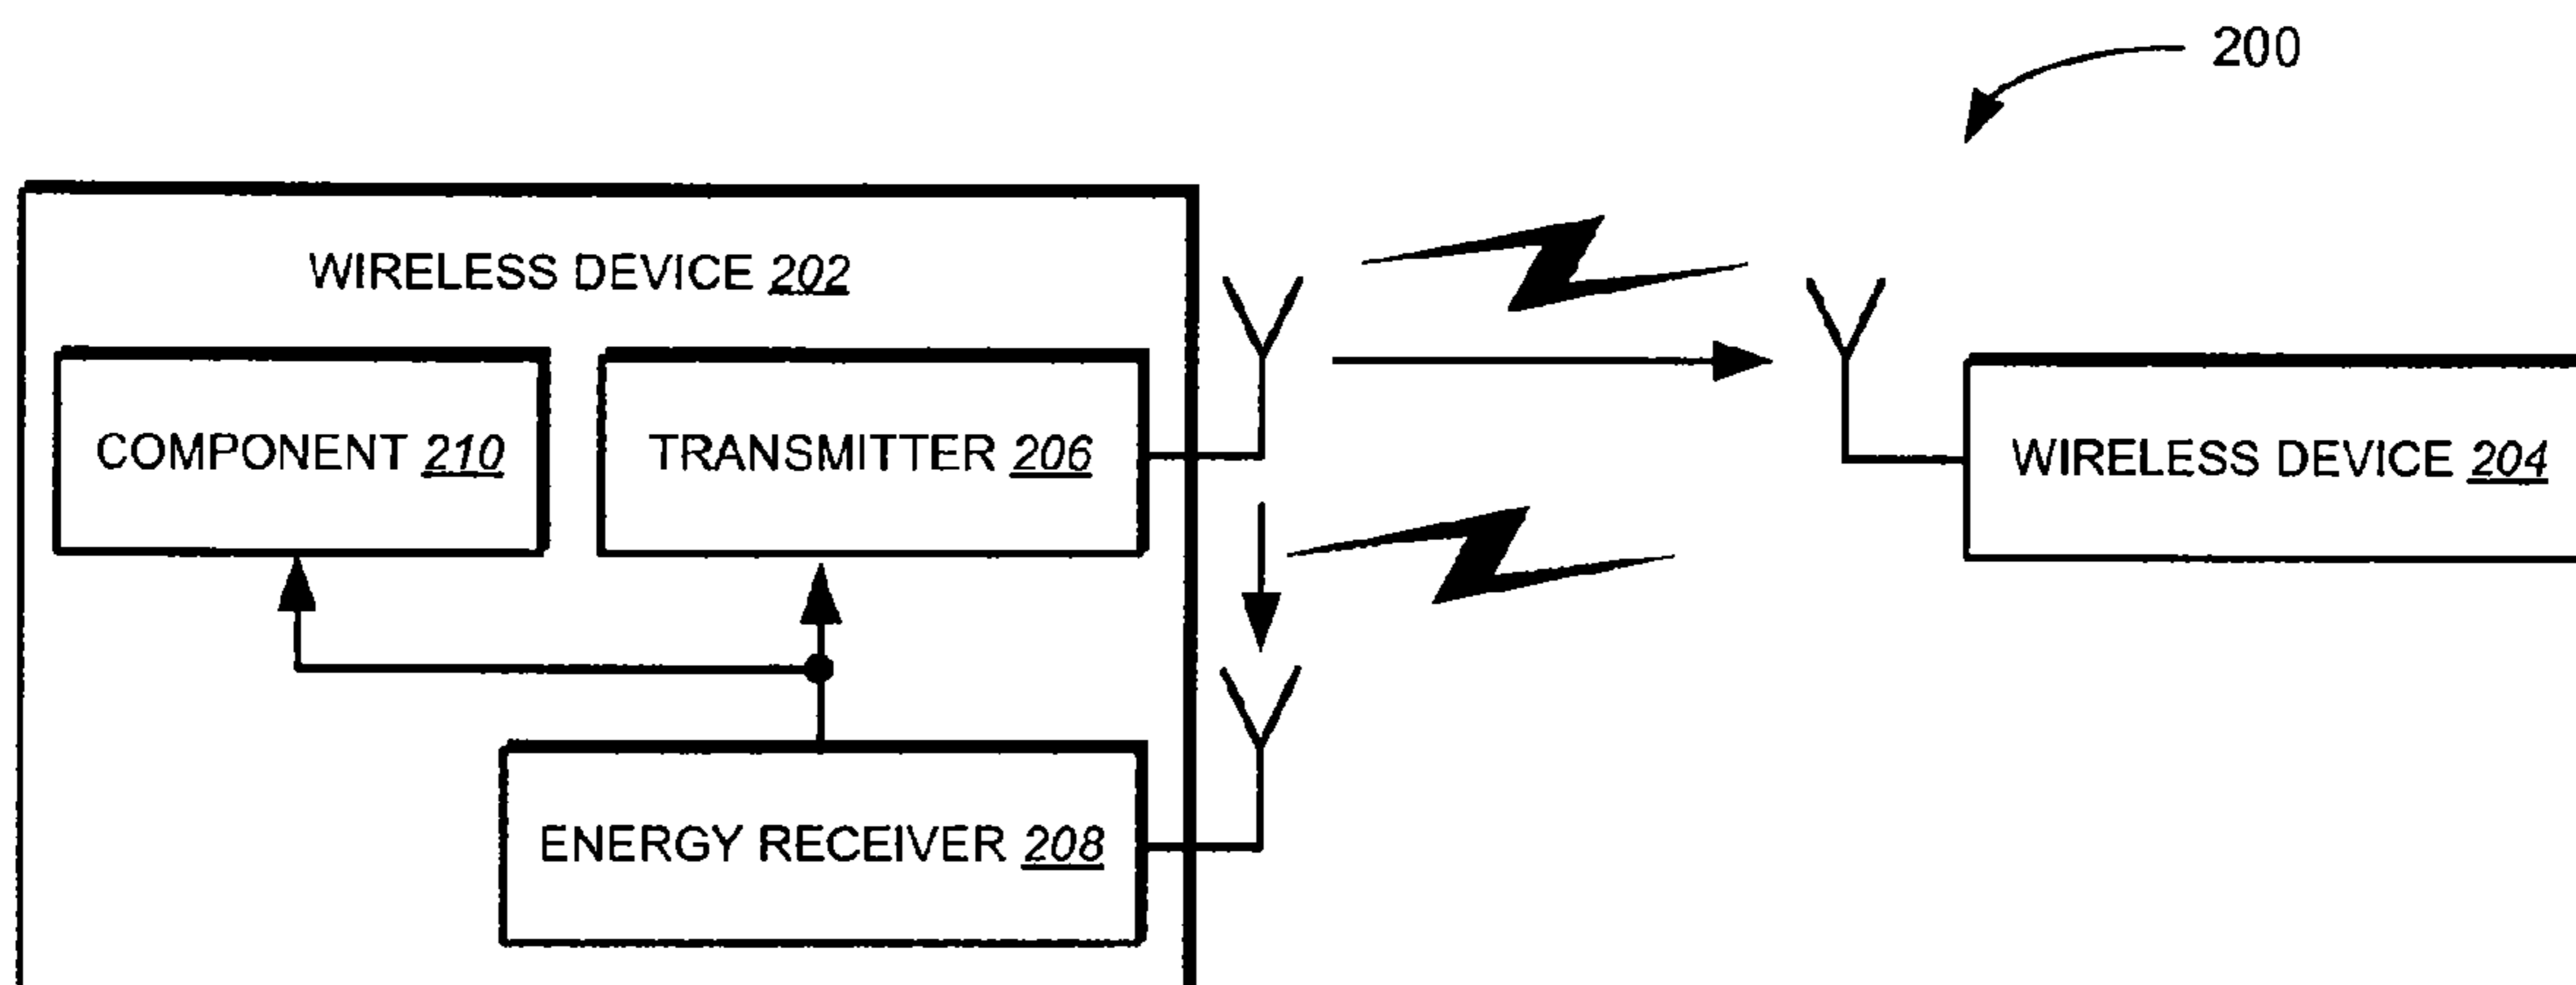 200
WIRELESS DEVICE 202
COMPONENT 210
TRANSMITTER 206
WIRELESS DEVICE 204
ENERGY RECEIVER 208